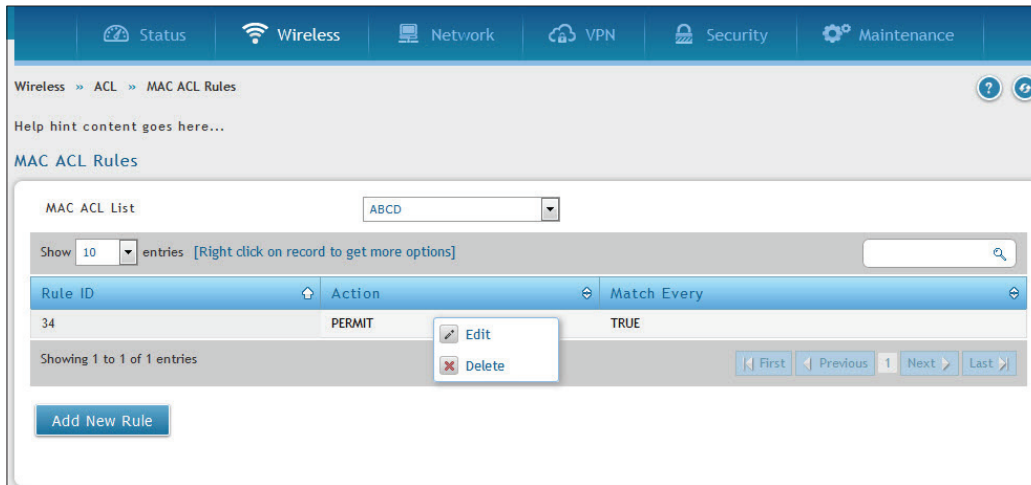 Status Wireless Network VPN Security Maintenance
Wireless » ACL » MAC ACL Rules
Help hint content goes here...
MAC ACL Rules
MAC ACL List ABCD
Show 10 entries [Right click on record to get more options]
Rule ID Action Match Every
34 PERMIT TRUE
Edit
Delete
Showing 1 to 1 of 1 entries First Previous 1 Next Last
Add New Rule